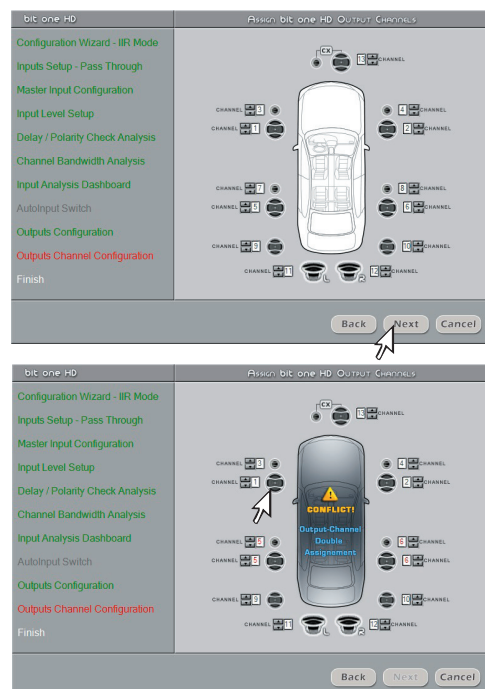 bit one HD
Assign bit one HD Output Channels
Configuration Wizard - IIR Mode
Inputs Setup - Pass Through
Master Input Configuration
Input Level Setup
Delay / Polarity Check Analysis
Channel Bandwidth Analysis
Input Analysis Dashboard
AutoInput Switch
Outputs Configuration
Outputs Channel Configuration
Finish
CX
13 CHANNEL
CHANNEL 3
4 CHANNEL
CHANNEL 1
2 CHANNEL
CHANNEL 7
8 CHANNEL
CHANNEL 5
6 CHANNEL
CHANNEL 9
10 CHANNEL
CHANNEL 11
L
R
12 CHANNEL
Back
Next
Cancel
bit one HD
Assign bit one HD Output Channels
Configuration Wizard - IIR Mode
Inputs Setup - Pass Through
Master Input Configuration
Input Level Setup
Delay / Polarity Check Analysis
Channel Bandwidth Analysis
Input Analysis Dashboard
AutoInput Switch
Outputs Configuration
Outputs Channel Configuration
Finish
CX
13 CHANNEL
CHANNEL 3
4 CHANNEL
CHANNEL 1
2 CHANNEL
CONFLICT!
Output-Channel
Double
Assignement
CHANNEL 5
6 CHANNEL
CHANNEL 5
6 CHANNEL
CHANNEL 9
10 CHANNEL
CHANNEL 11
L
R
12 CHANNEL
Back
Next
Cancel